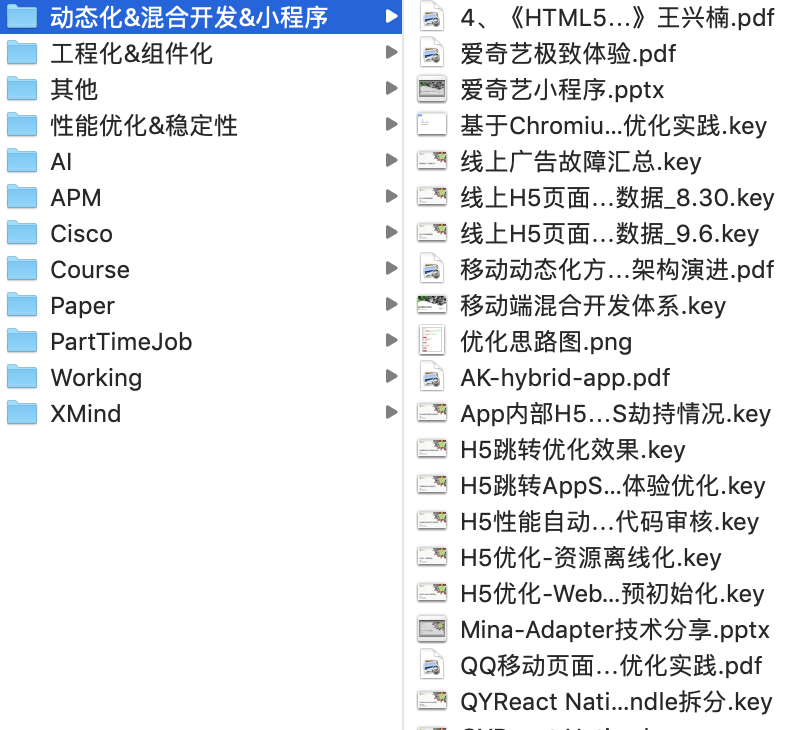 动态化&混合开发&小程序
工程化&组件化
其他
性能优化&稳定性
AI
APM
Cisco
Course
Paper
PartTimeJob
Working
XMind
4、《HTML5...》王兴楠.pdf
爱奇艺极致体验.pdf
爱奇艺小程序.pptx
基于Chromiu...优化实践.key
线上广告故障汇总.key
线上H5页面...数据_8.30.key
线上H5页面...数据_9.6.key
移动动态化方...架构演进.pdf
移动端混合开发体系.key
优化思路图.png
AK-hybrid-app.pdf
App内部H5...S劫持情况.key
H5跳转优化效果.key
H5跳转AppS...体验优化.key
H5性能自动...代码审核.key
H5优化-资源离线化.key
H5优化-Web...预初始化.key
Mina-Adapter技术分享.pptx
QQ移动页面...优化实践.pdf
QYReact Nati...ndle拆分.key